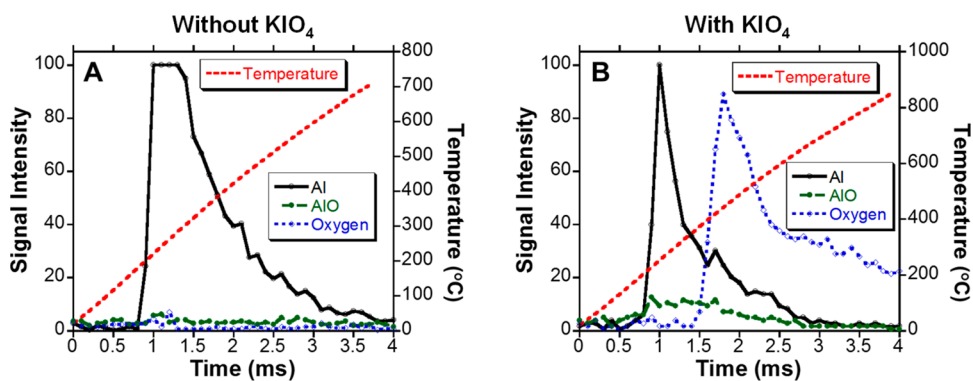 Without KIO4
A
Temperature
Al
AlO
Oxygen
Signal Intensity
100
80
60
40
20
0
800
700
600
500
400
300
200
100
0
Temperature (°C)
0 0.5 1 1.5 2 2.5 3 3.5 4
Time (ms)
With KIO4
B
Temperature
Al
AlO
Oxygen
Signal Intensity
100
80
60
40
20
0
1000
800
600
400
200
0
Temperature (°C)
0 0.5 1 1.5 2 2.5 3 3.5 4
Time (ms)